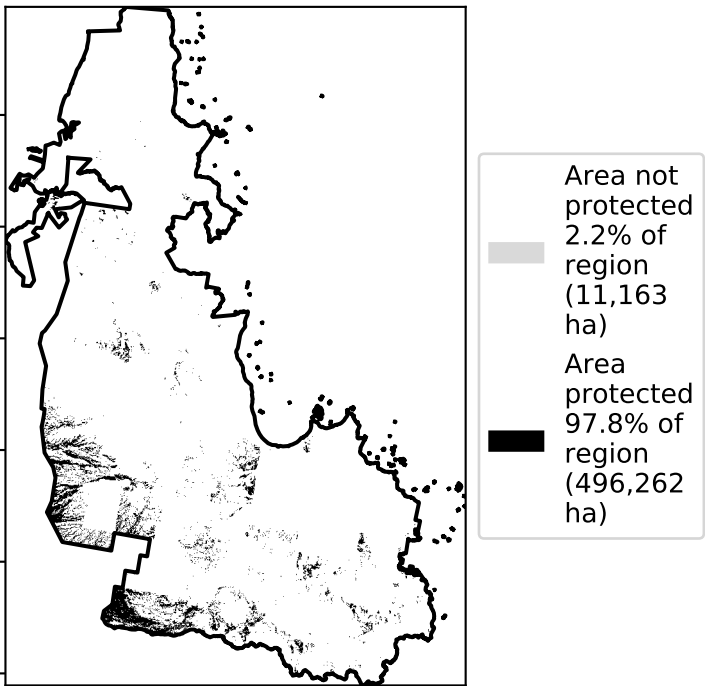 Area not
protected
2.2% of
region
(11,163
ha)
Area
protected
97.8% of
region
(496,262
ha)